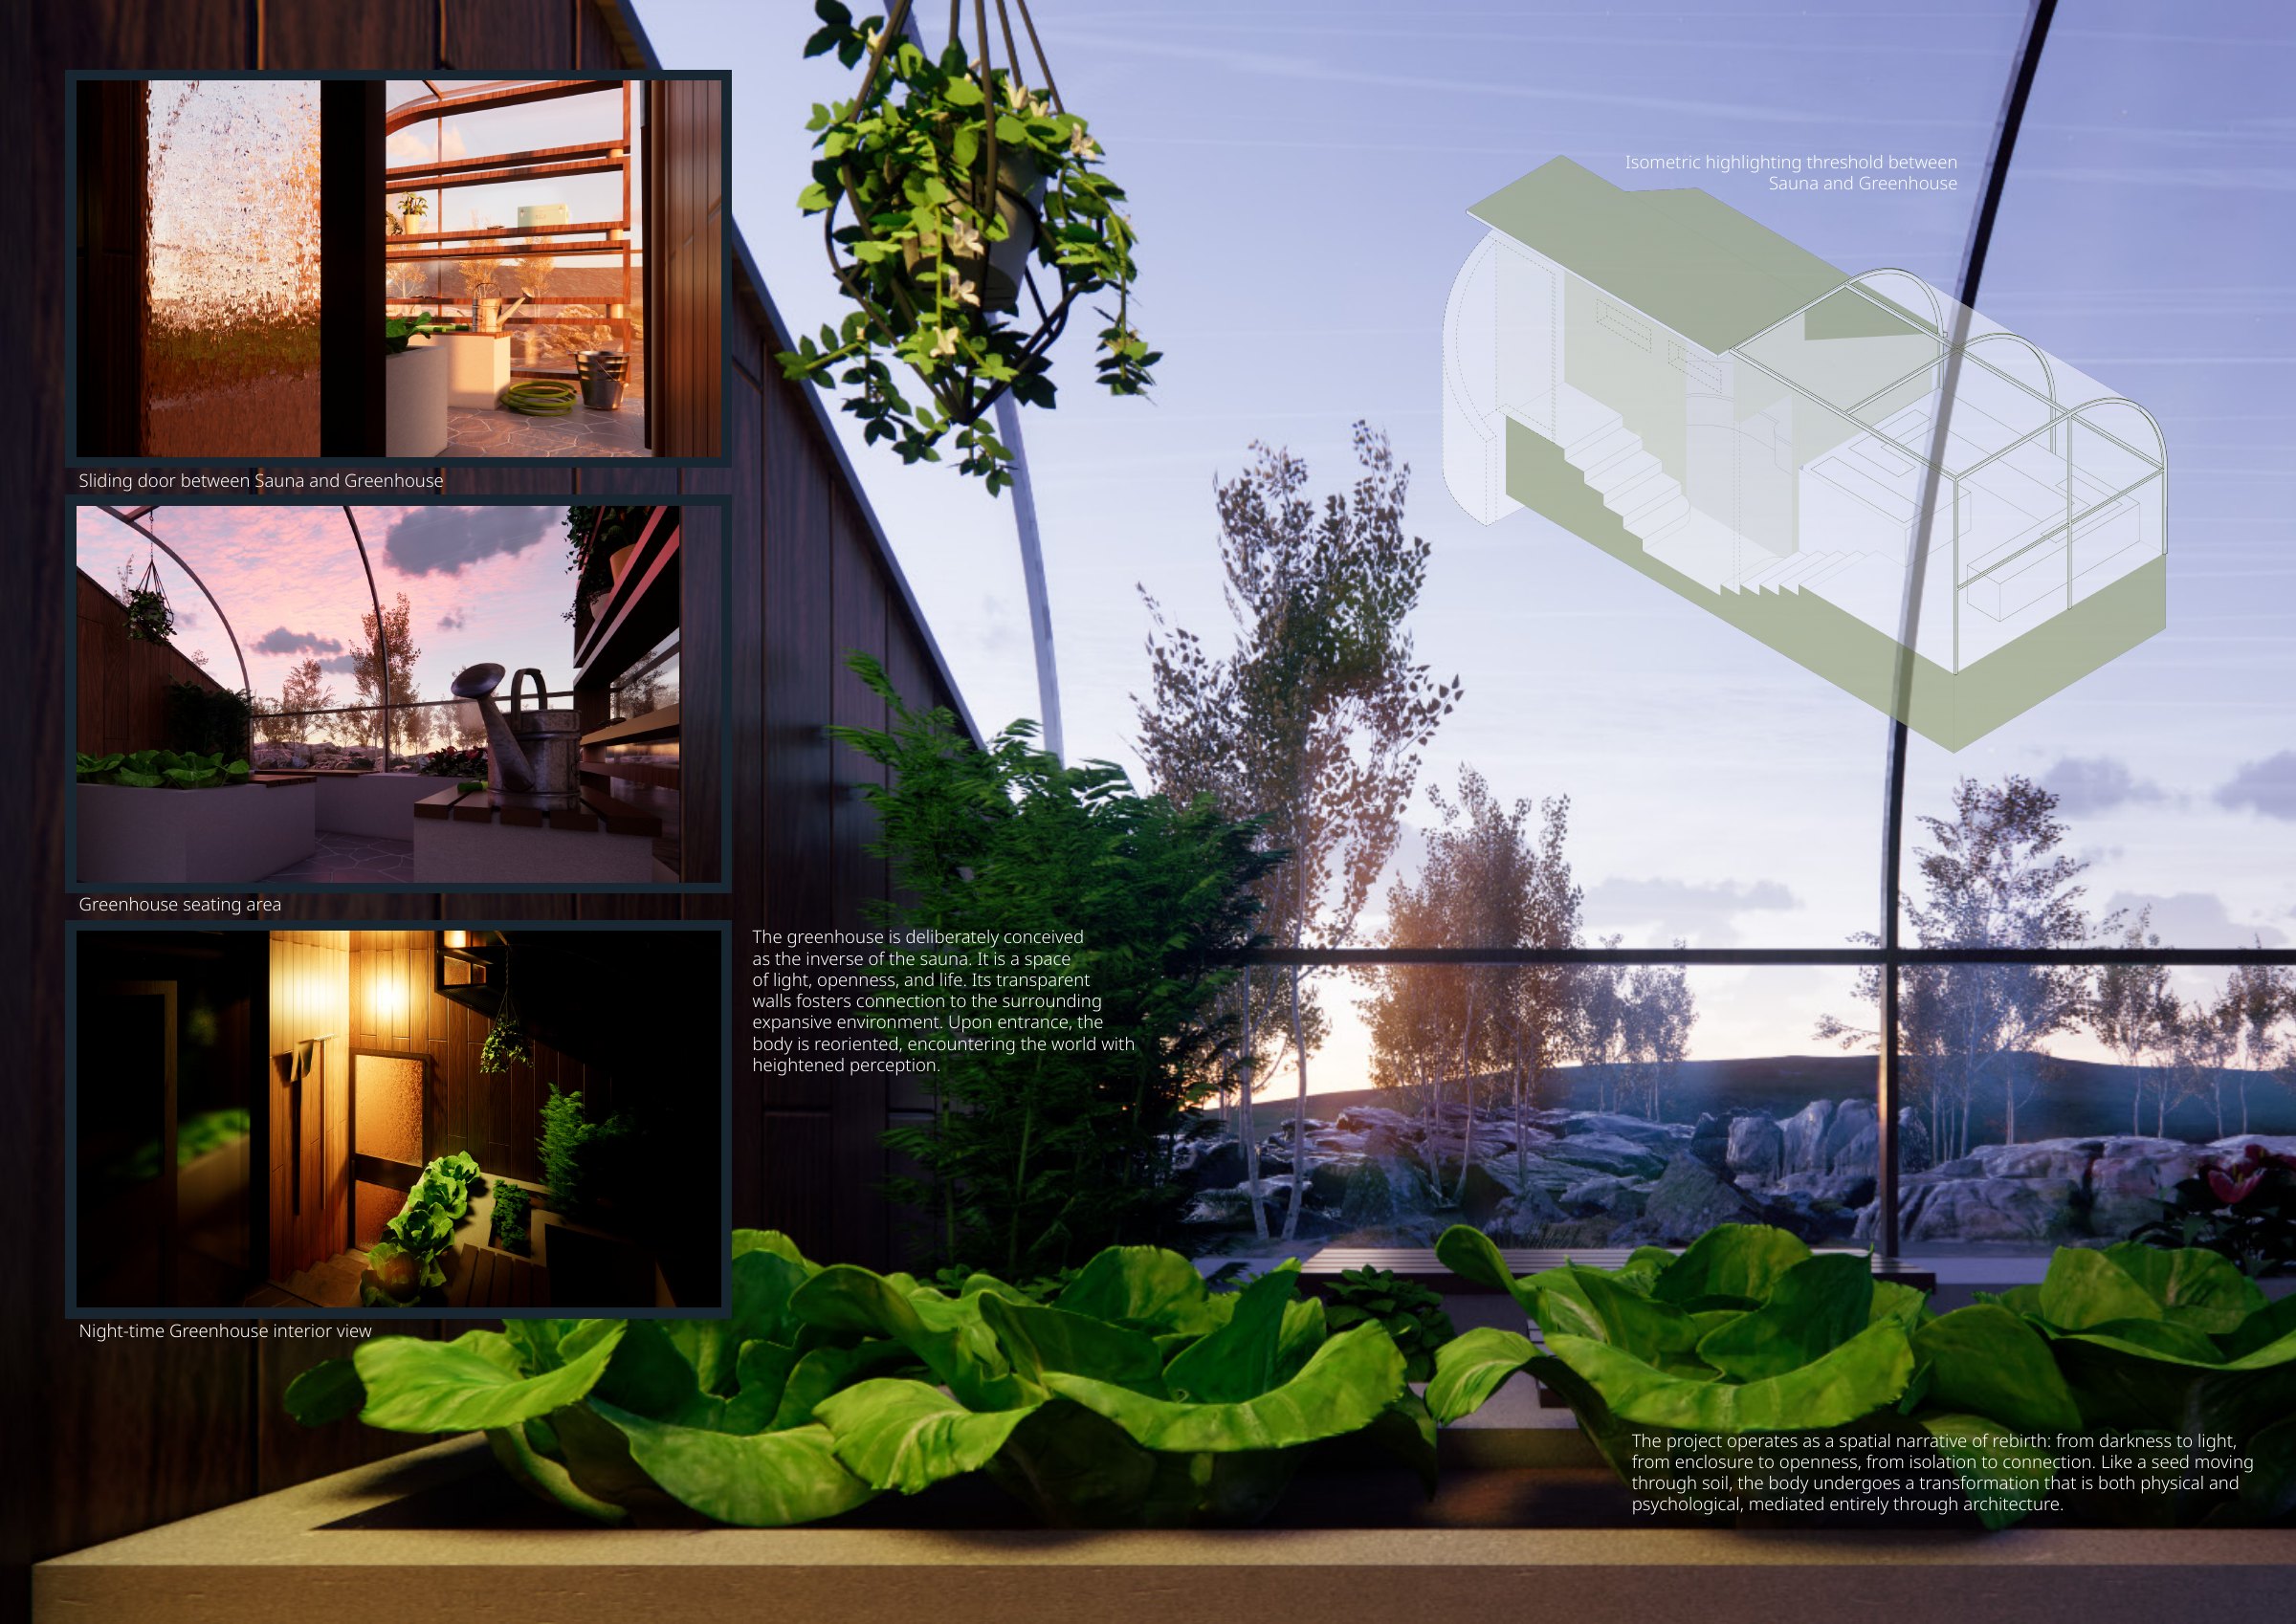 Isometric highlighting threshold between
Sauna and Greenhouse
Sliding door between Sauna and Greenhouse
Greenhouse seating area
The greenhouse is deliberately conceived
as the inverse of the sauna. It is a space
of light, openness, and life. Its transparent
walls fosters connection to the surrounding
expansive environment. Upon entrance, the
body is reoriented, encountering the world with
heightened perception.
Night-time Greenhouse interior view
The project operates as a spatial narrative of rebirth: from darkness to light,
from enclosure to openness, from isolation to connection. Like a seed moving
through soil, the body undergoes a transformation that is both physical and
psychological, mediated entirely through architecture.